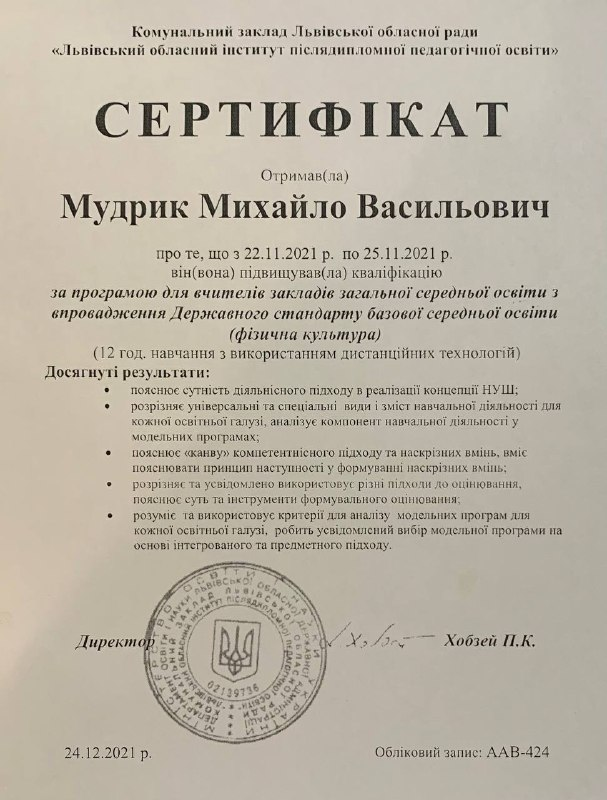 Комунальний заклад Львівської обласної ради
«Львівський обласний інститут післядипломної педагогічної освіти»
СЕРТИФІКАТ
Отримав(ла)
Мудрик Михайло Васильович
про те, що з 22.11.2021 р. по 25.11.2021 р.
він(вона) підвищував(ла) кваліфікацію
за програмою для вчителів закладів загальної середньої освіти з
впровадження Державного стандарту базової середньої освіти
(фізична культура)
(12 год. навчання з використанням дистанційних технологій)
Досягнуті результати:
• пояснює сутність діяльнісного підходу в реалізації концепції НУШ;
• розрізняє універсальні та спеціальні види і зміст навчальної діяльності для
кожної освітньої галузі, аналізує компонент навчальної діяльності у
модельних програмах;
• пояснює «канву» компетентнісного підходу та наскрізних вмінь, вміє
пояснювати принцип наступності у формуванні наскрізних вмінь;
• розрізняє та усвідомлено використовує різні підходи до оцінювання,
пояснює суть та інструменти формувального оцінювання;
• розуміє та використовує критерії для аналізу модельних програм для
кожної освітньої галузі, робить усвідомлений вибір модельної програми на
основі інтегрованого та предметного підходу.
Директор
Хобзей П.К.
02139736
24.12.2021 р.
Обліковий запис: ААВ-424